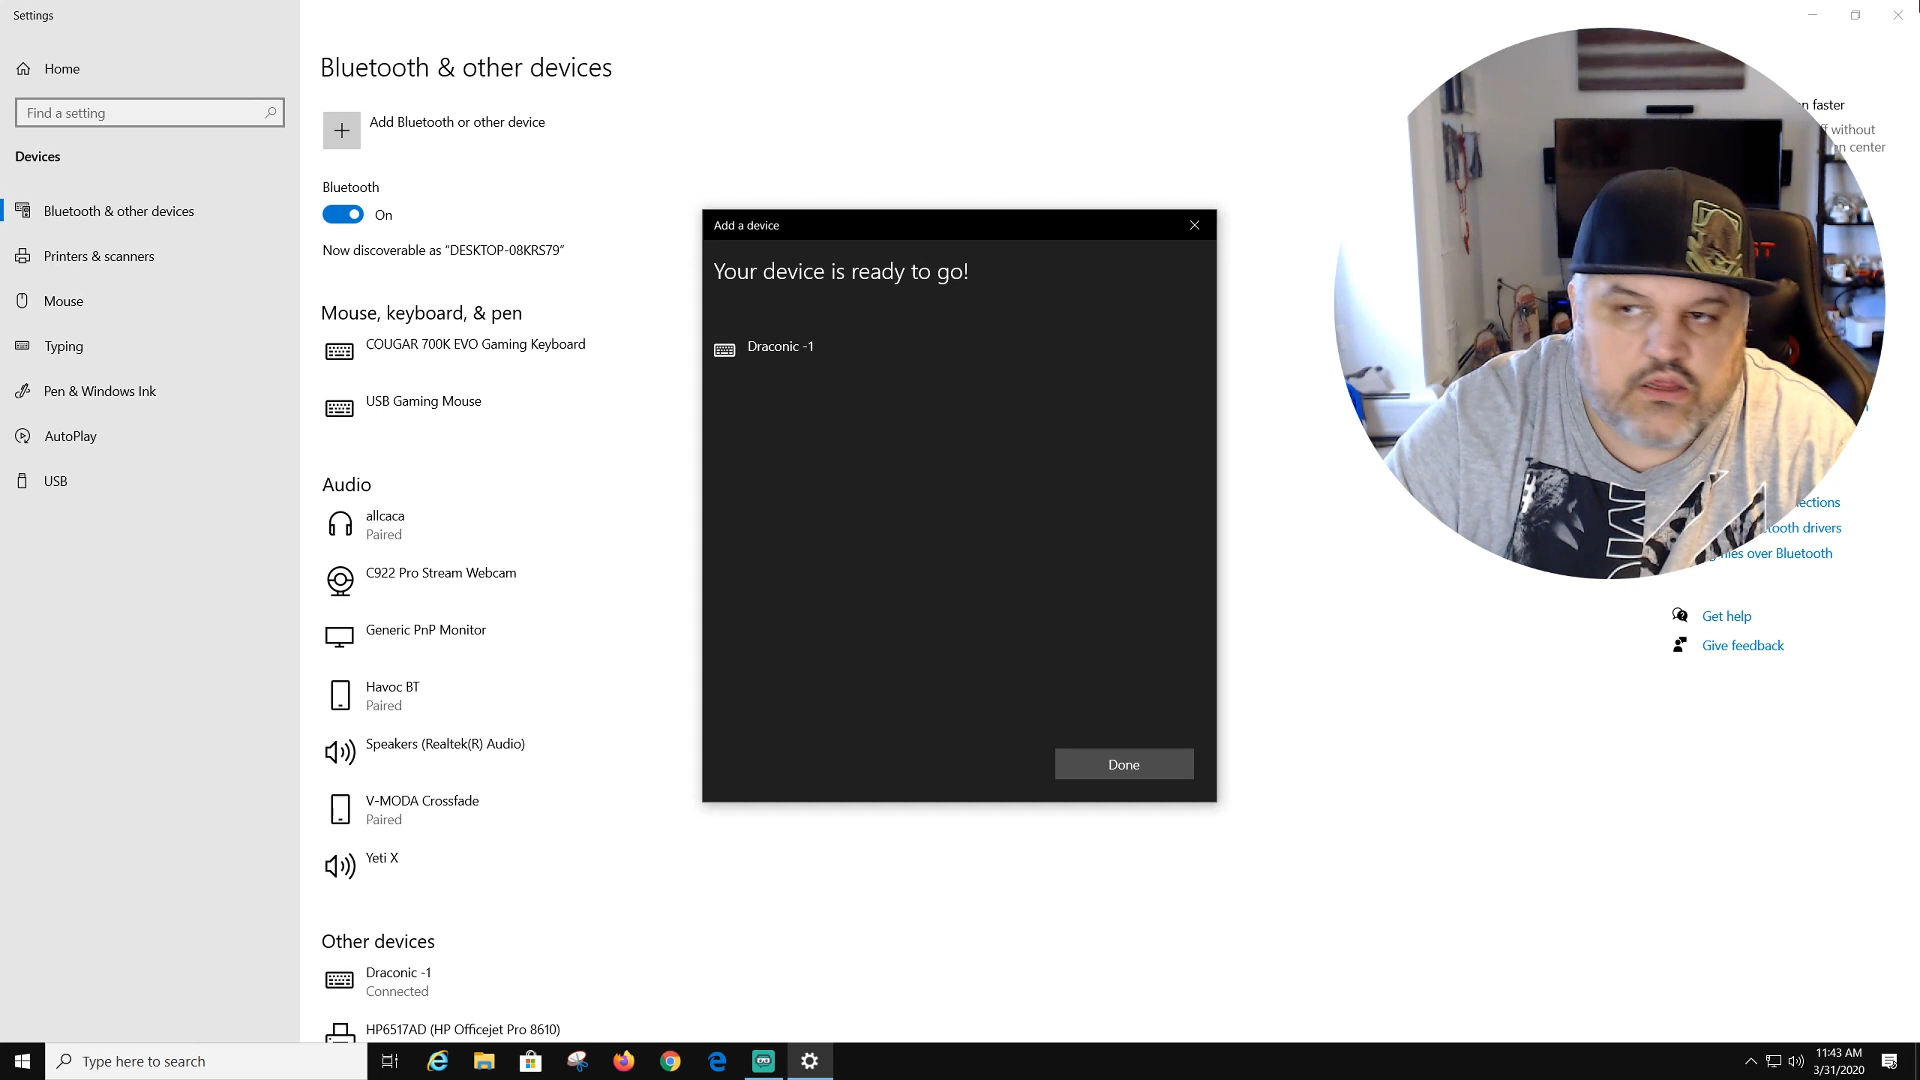 Settings
Home
Find a setting
Devices
Bluetooth & other devices
Printers & scanners
Mouse
Typing
Pen & Windows Ink
AutoPlay
USB
Bluetooth & other devices
Add Bluetooth or other device
Bluetooth
On
Now discoverable as “DESKTOP-08KRS79”
Mouse, keyboard, & pen
COUGAR 700K EVO Gaming Keyboard
USB Gaming Mouse
Audio
allcaca
Paired
C922 Pro Stream Webcam
Generic PnP Monitor
Havoc BT
Paired
Speakers (Realtek(R) Audio)
V-MODA Crossfade
Paired
Yeti X
Other devices
Draconic -1
Connected
HP6517AD (HP Officejet Pro 8610)
Add a device
Your device is ready to go!
Draconic -1
Done
faster
without
center
drivers
over Bluetooth
Get help
Give feedback
Type here to search
11:43 AM
3/31/2020